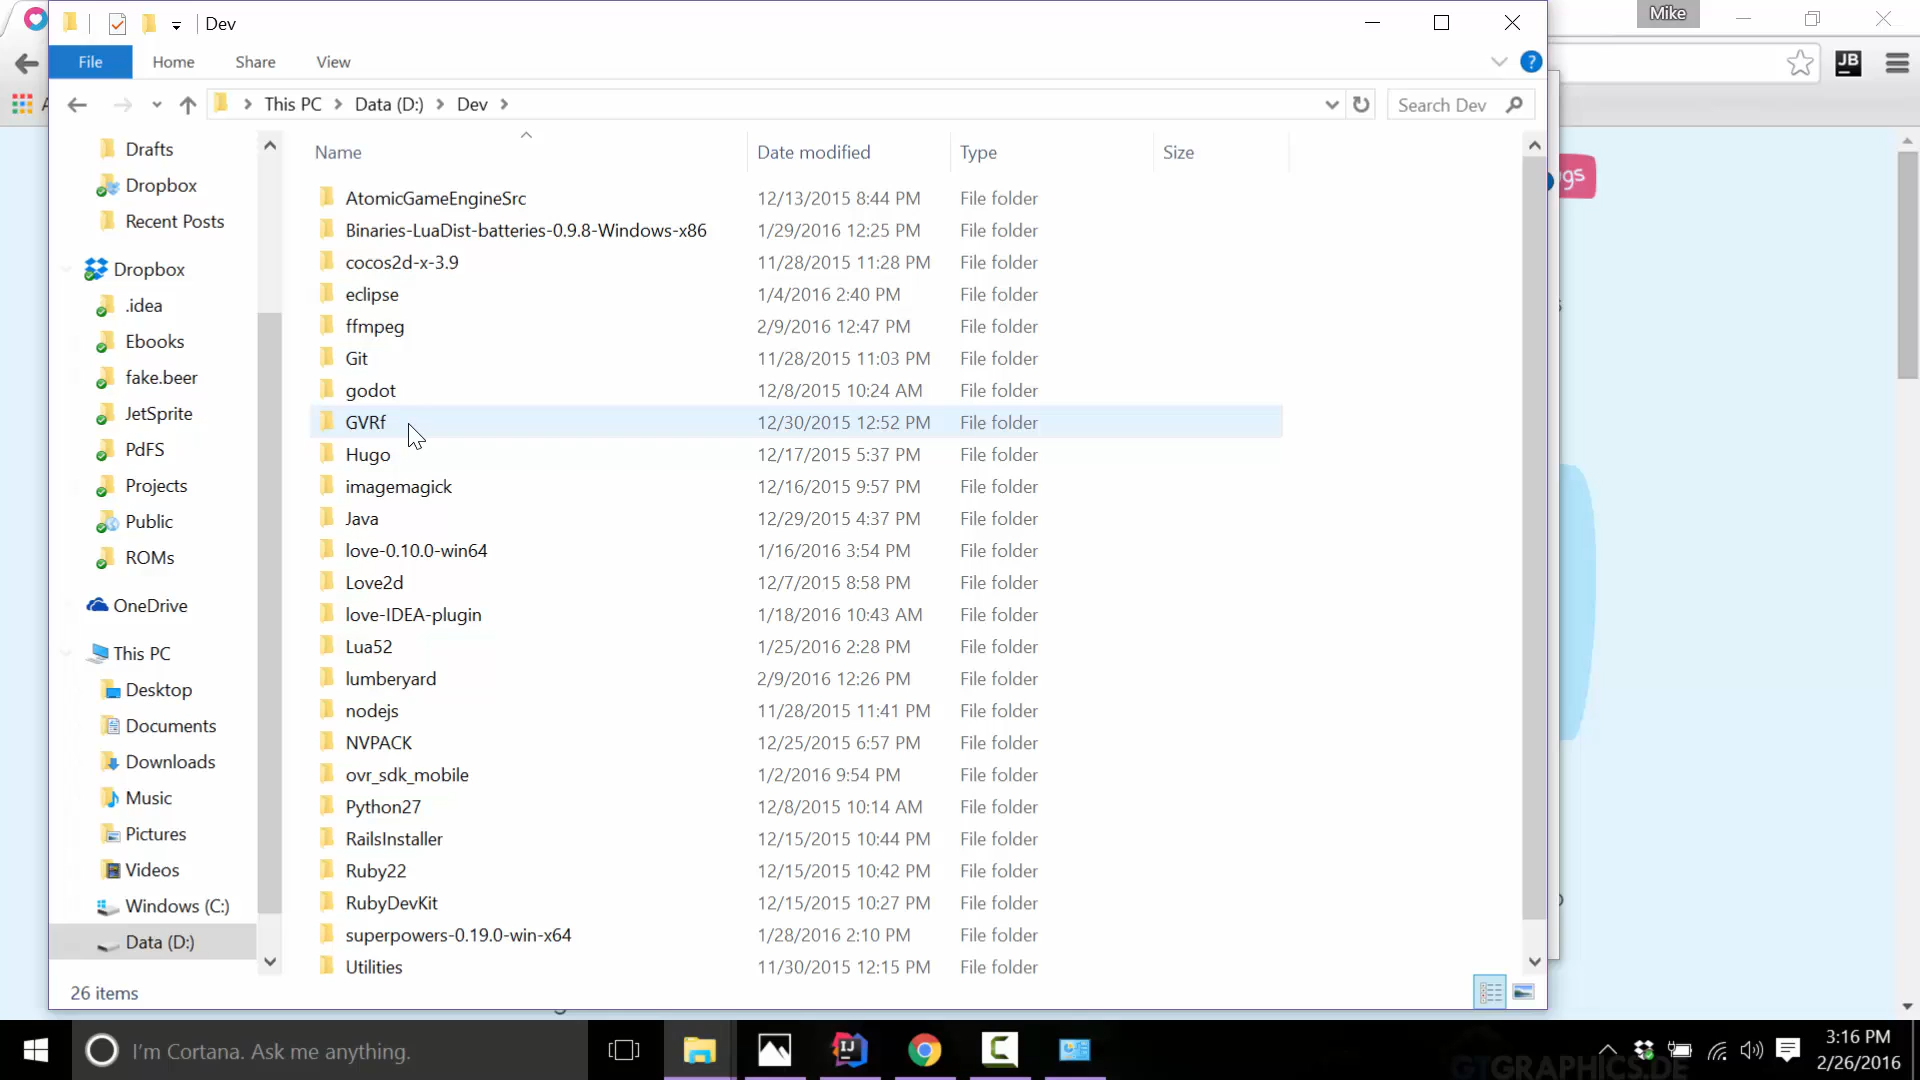 Dev
Mike
File Home Share View
?
JB
This PC Data (D:) Dev
Search Dev
Name Date modified Type Size
Drafts
Dropbox
Recent Posts
Dropbox
.idea
Ebooks
fake.beer
JetSprite
PdFS
Projects
Public
ROMs
OneDrive
This PC
Desktop
Documents
Downloads
Music
Pictures
Videos
Windows (C:)
Data (D:)
AtomicGameEngineSrc 12/13/2015 8:44 PM File folder
Binaries-LuaDist-batteries-0.9.8-Windows-x86 1/29/2016 12:25 PM File folder
cocos2d-x-3.9 11/28/2015 11:28 PM File folder
eclipse 1/4/2016 2:40 PM File folder
ffmpeg 2/9/2016 12:47 PM File folder
Git 11/28/2015 11:03 PM File folder
godot 12/8/2015 10:24 AM File folder
GVRf 12/30/2015 12:52 PM File folder
Hugo 12/17/2015 5:37 PM File folder
imagemagick 12/16/2015 9:57 PM File folder
Java 12/29/2015 4:37 PM File folder
love-0.10.0-win64 1/16/2016 3:54 PM File folder
Love2d 12/7/2015 8:58 PM File folder
love-IDEA-plugin 1/18/2016 10:43 AM File folder
Lua52 1/25/2016 2:28 PM File folder
lumberyard 2/9/2016 12:26 PM File folder
nodejs 11/28/2015 11:41 PM File folder
NVPACK 12/25/2015 6:57 PM File folder
ovr_sdk_mobile 1/2/2016 9:54 PM File folder
Python27 12/8/2015 10:14 AM File folder
RailsInstaller 12/15/2015 10:44 PM File folder
Ruby22 12/15/2015 10:42 PM File folder
RubyDevKit 12/15/2015 10:27 PM File folder
superpowers-0.19.0-win-x64 1/28/2016 2:10 PM File folder
Utilities 11/30/2015 12:15 PM File folder
26 items
I'm Cortana. Ask me anything.
IJ
GTGRAPHICS.DE
3:16 PM
2/26/2016